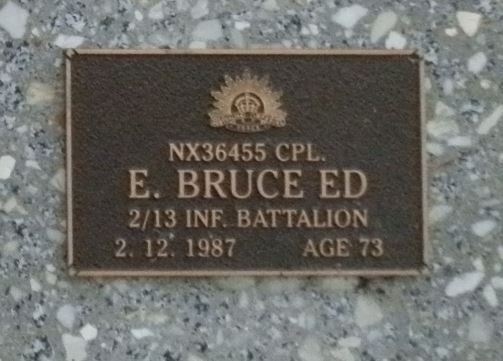 NX36455 CPL.
E. BRUCE ED
2/13 INF. BATTALION
2. 12. 1987 AGE 73